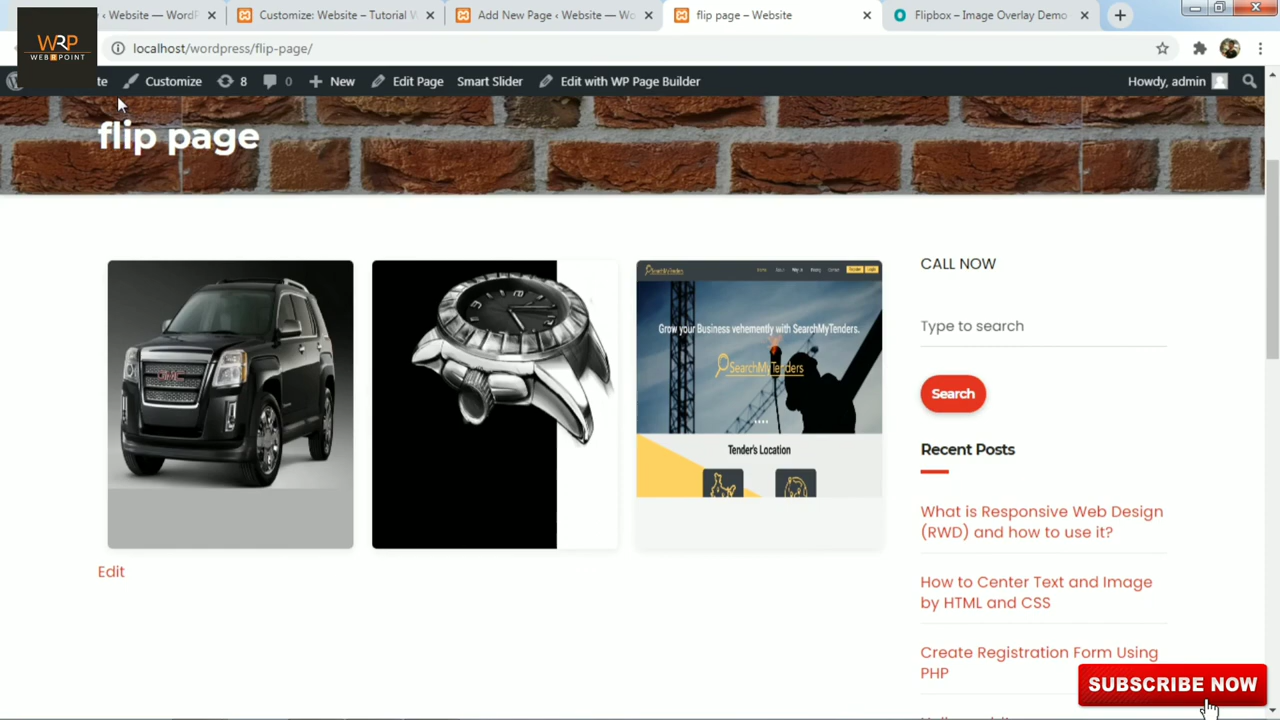 ‹ Website — WordP
Customize: Website – Tutorial W
Add New Page ‹ Website — Wo
flip page – Website
Flipbox – Image Overlay Demo
WRP
WEB POINT
localhost/wordpress/flip-page/
Customize
8
0
New
Edit Page
Smart Slider
Edit with WP Page Builder
Howdy, admin
flip page
CALL NOW
Type to search
Search
SearchMyTenders
Grow your Business vehemently with SearchMyTenders.
SearchMyTenders
Tender's Location
Recent Posts
What is Responsive Web Design
(RWD) and how to use it?
How to Center Text and Image
by HTML and CSS
Create Registration Form Using
PHP
Edit
SUBSCRIBE NOW